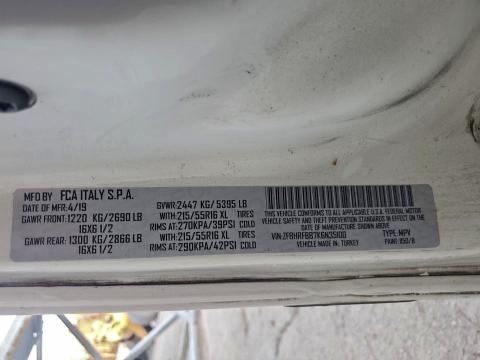 MFD BY FCA ITALY S.P.A.
DATE OF MFR:4/19 GVWR:2447 KG/ 5395 LB
GAWR FRONT:1220 KG/2690 LB WITH:215/55R16 XL TIRES
16X6 1/2 RIMS AT:270KPA/39PSI COLD
GAWR REAR:1300 KG/2866 LB WITH:215/55R16 XL TIRES
16X6 1/2 RIMS AT:290KPA/42PSI COLD
THIS VEHICLE CONFORMS TO ALL APPLICABLE U.S.A. FEDERAL MOTOR
VEHICLE SAFETY, BUMPER, AND THEFT PREVENTION STANDARDS IN EFFECT
ON THE DATE OF MANUFACTURE SHOWN ABOVE.
TYPE: MPV
MADE IN: TURKEY PAINT: